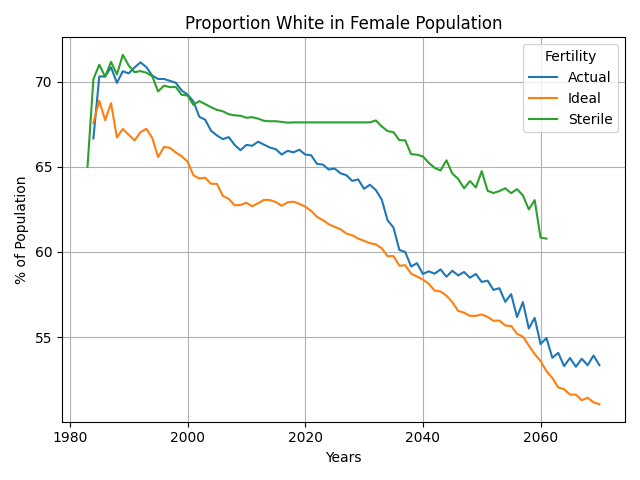 Proportion White in Female Population
% of Population
70
65
60
55
1980
2000
2020
2040
2060
Years
Fertility
Actual
Ideal
Sterile